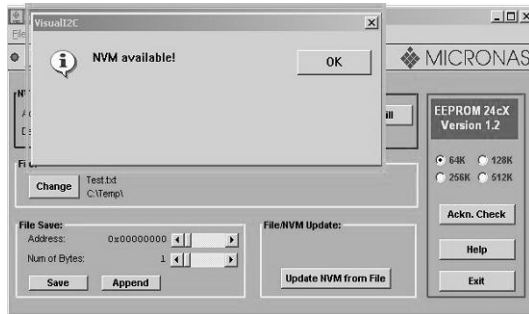 VisualI2C
NVM available!
OK
MICRONAS
EEPROM 24cX
Version 1.2
64K 128K
256K 512K
Change
Test.txt
C:\Temp\
File Save:
Address: 0x00000000
Num of Bytes: 1
Save Append
File/NVM Update:
Update NVM from File
Ackn. Check
Help
Exit